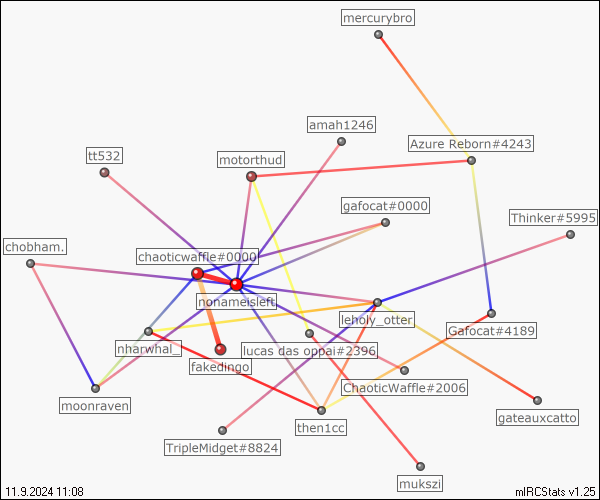 mercurybro
amah1246
Azure Reborn#4243
tt532
motorthud
gafocat#0000
Thinker#5995
chobham.
chaoticwaffle#0000
nonameisleft
leholy_otter
Gafocat#4189
nharwhal_
lucas das oppai#2396
fakedingo
ChaoticWaffle#2006
moonraven
gateauxcatto
then1cc
TripleMidget#8824
mukszi
11.9.2024 11:08
mIRCStats v1.25